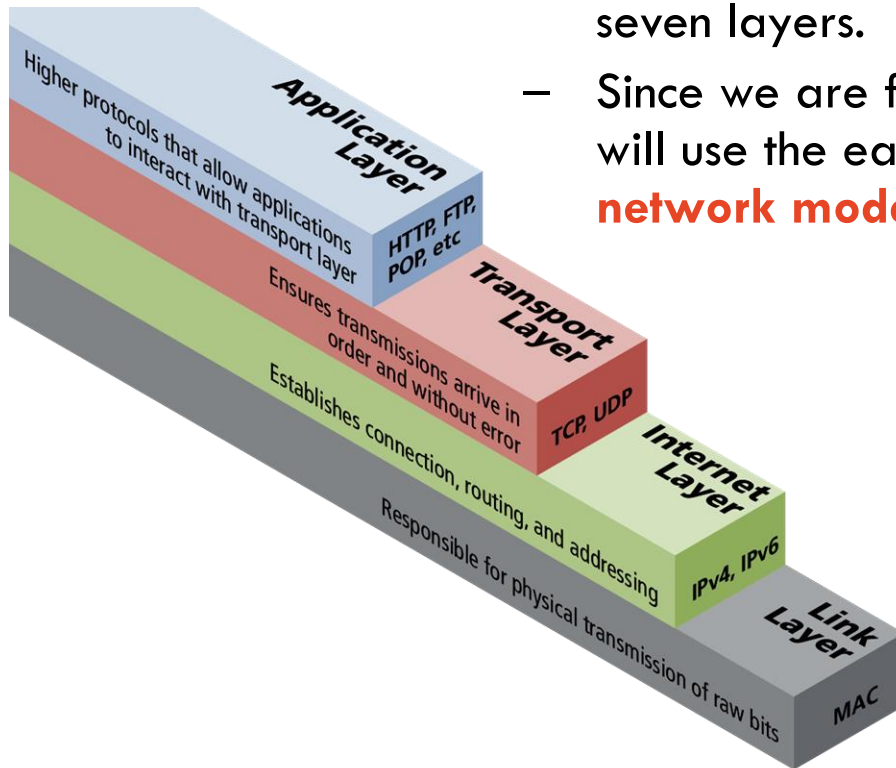 seven layers.
– Since we are f
will use the ea
network mod
Application
Layer
Higher protocols that allow applications
to interact with transport layer
HTTP, FTP,
POP, etc
Transport
Layer
Ensures transmissions arrive in
order and without error
TCP, UDP
Internet
Layer
Establishes connection, routing, and addressing
IPv4, IPv6
Link
Layer
Responsible for physical transmission of raw bits
MAC